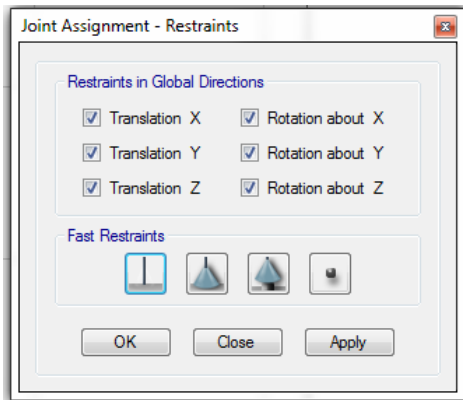 Joint Assignment - Restraints
Restraints in Global Directions
Translation X Rotation about X
Translation Y Rotation about Y
Translation Z Rotation about Z
Fast Restraints
OK Close Apply